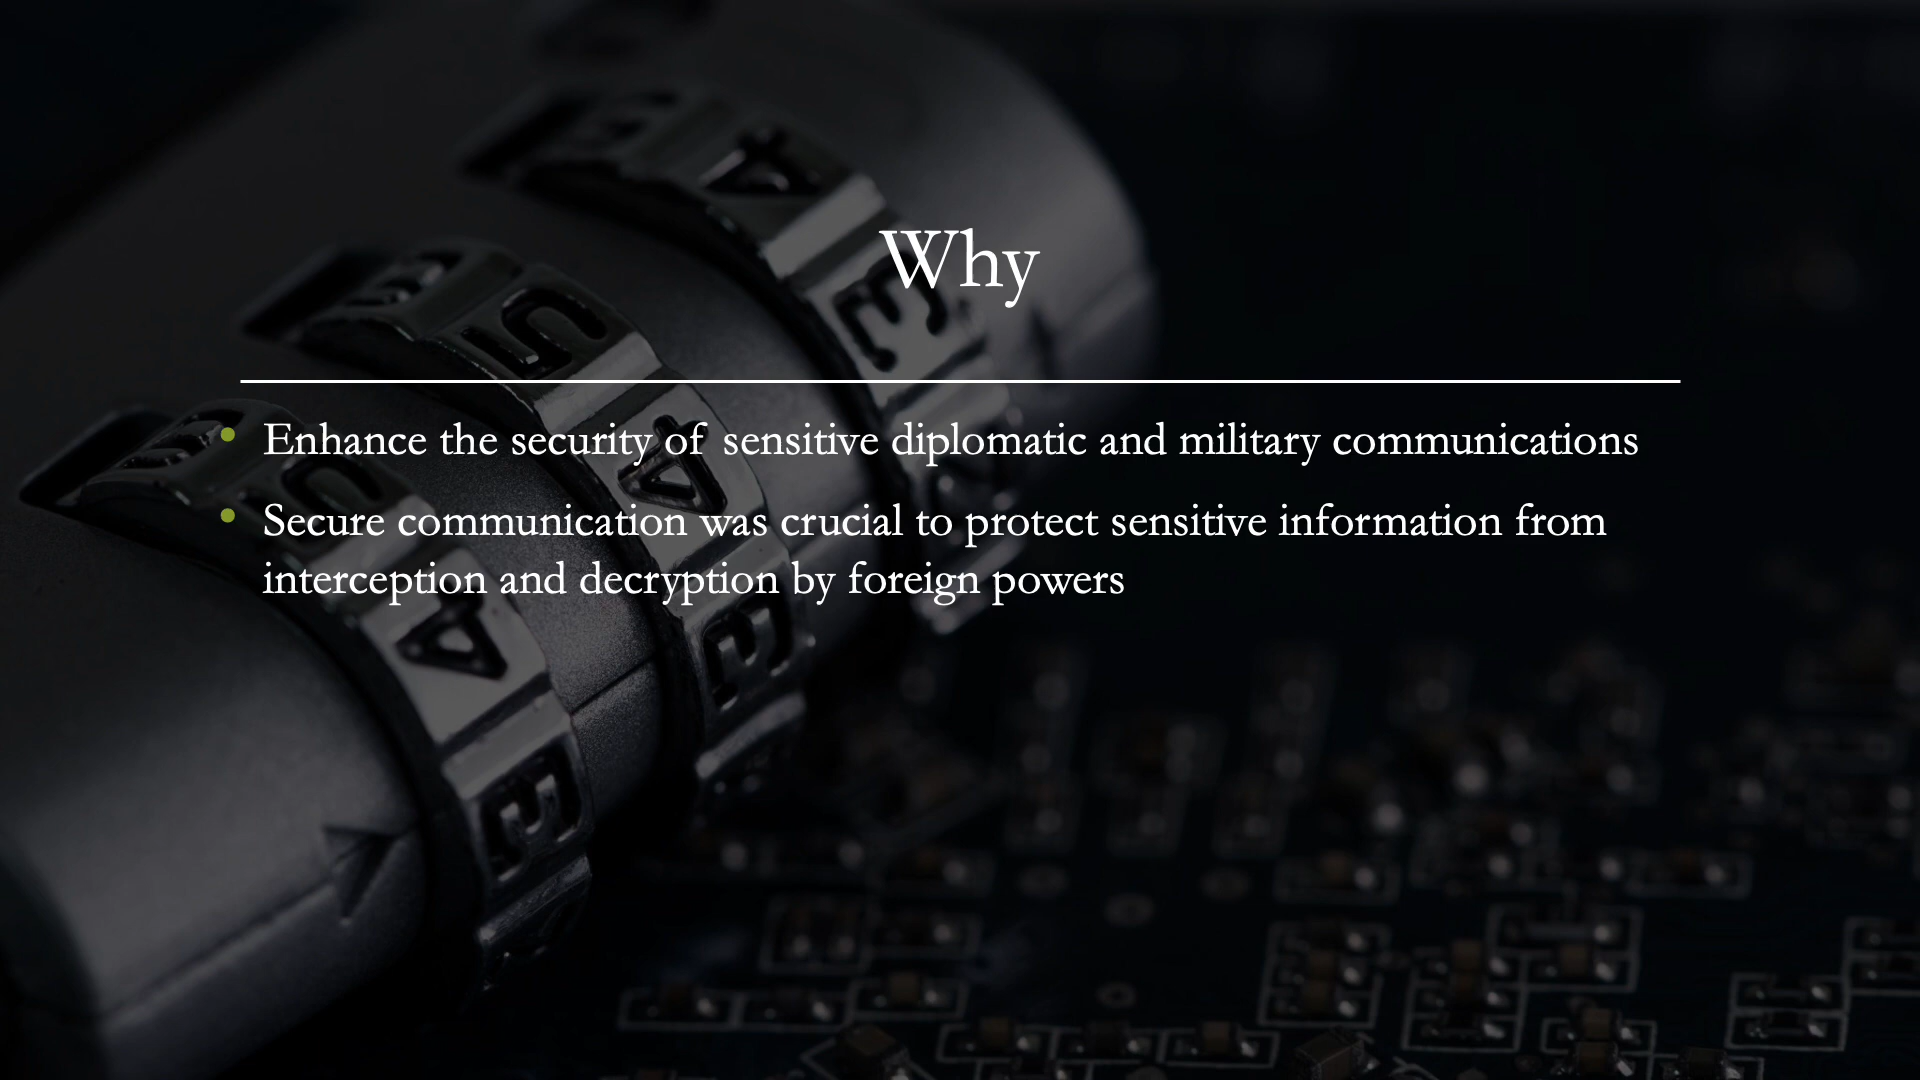 Why
• Enhance the security of sensitive diplomatic and military communications
• Secure communication was crucial to protect sensitive information from
interception and decryption by foreign powers